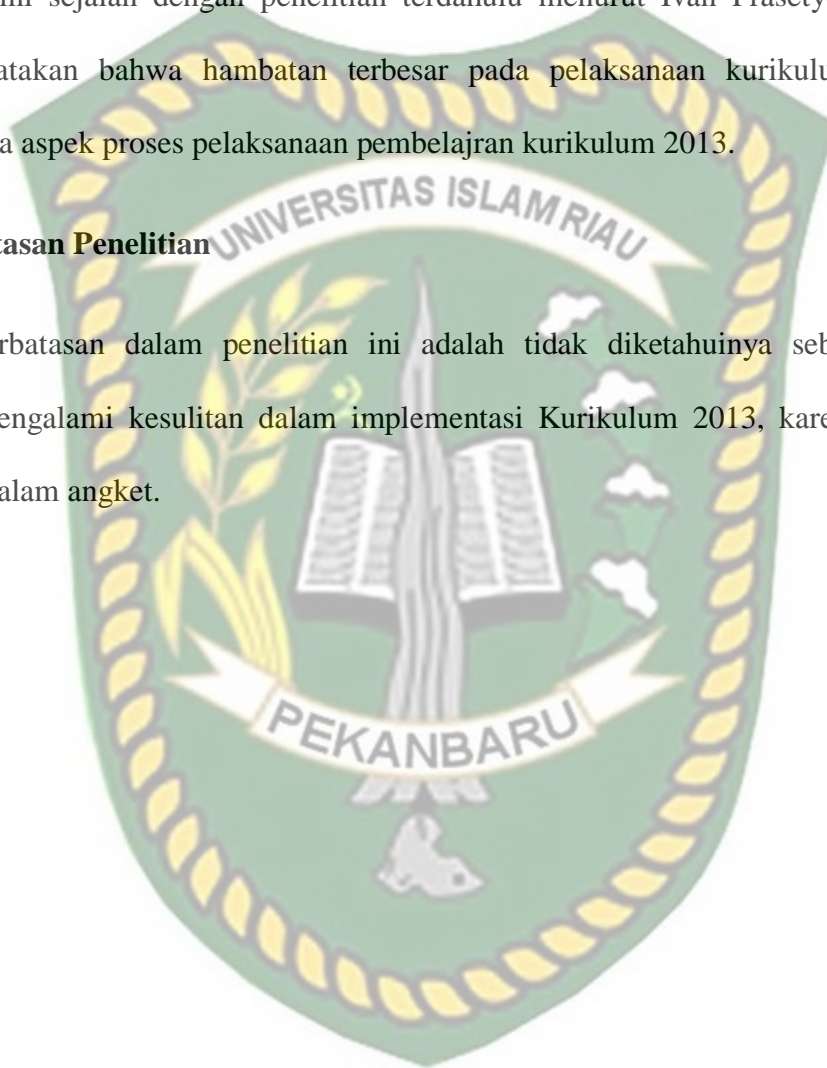 ini sejalan dengan penelitian terdahulu menurut Ivan
atakan bahwa hambatan terbesar pada pelaksanaan kurikulu
a aspek proses pelaksanaan pembelajran kurikulum 2013.
UNIVERSITAS ISLAM RIAU
tasan Penelitian
rbatasan dalam penelitian ini adalah tidak diketahuinya seb
engalami kesulitan dalam implementasi Kurikulum 2013, kare
alam angket.
PEKANBARU